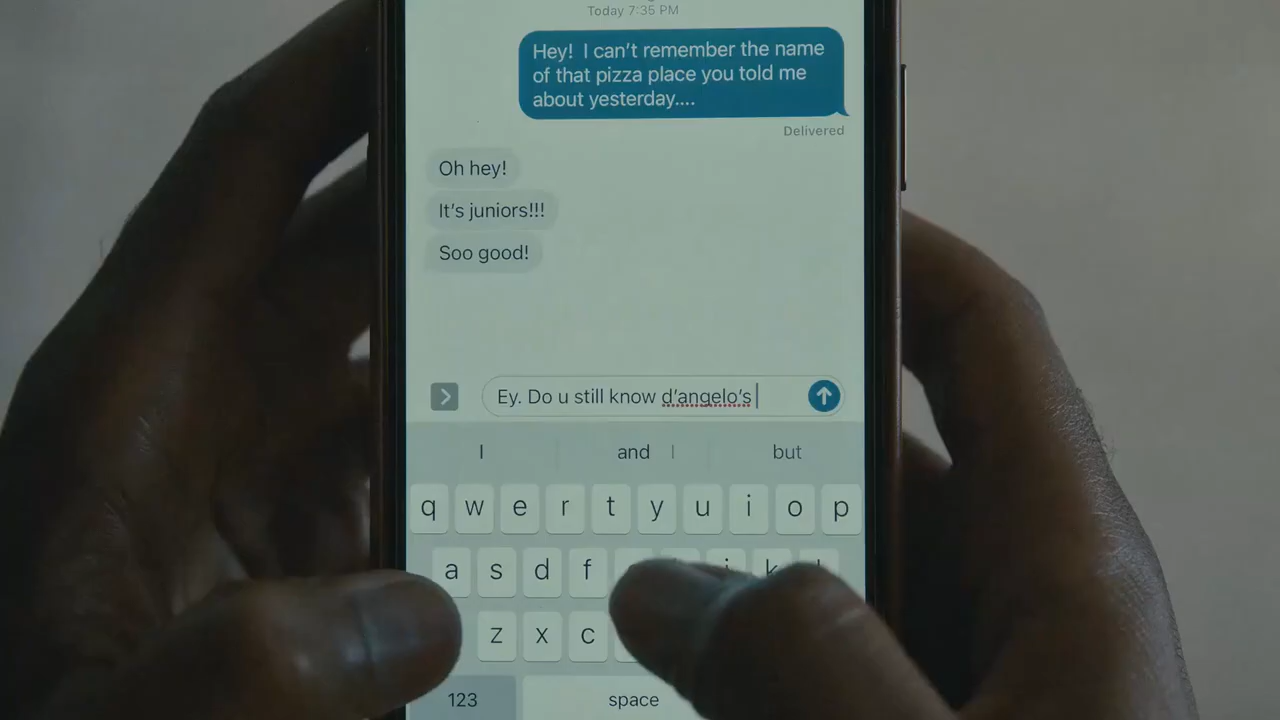 Today 7:35 PM
Hey! I can't remember the name
of that pizza place you told me
about yesterday....
Delivered
Oh hey!
It's juniors!!!
Soo good!
Ey. Do u still know d'angelo's
I and but
q w e r t y u i o p
a s d f
z x c
123 space